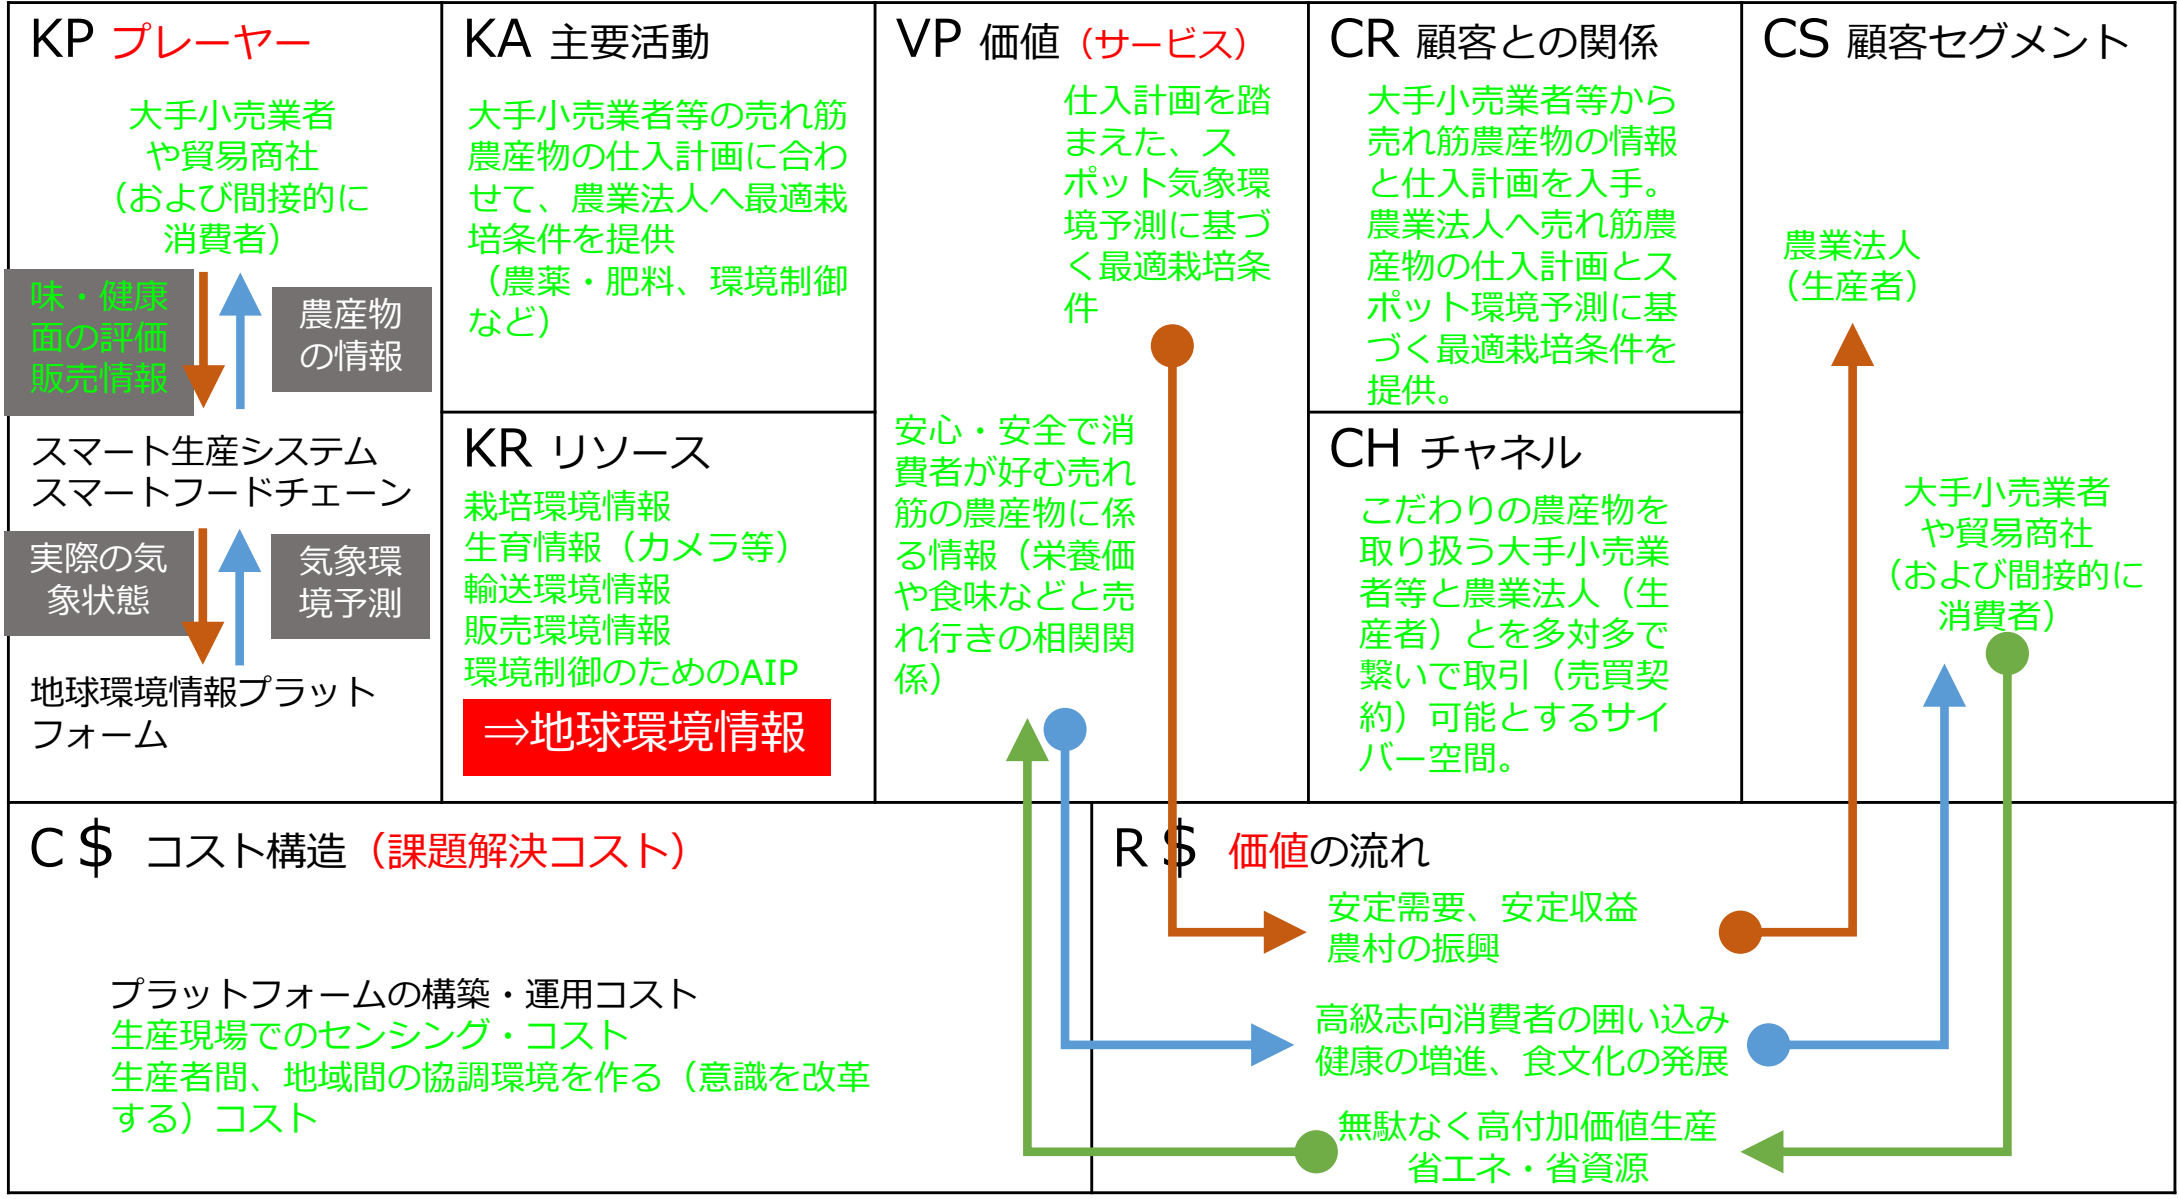 KP プレーヤー
大手小売業者
や貿易商社
（および間接的に
消費者）
味・健康
面の評価
販売情報
農産物
の情報
スマート生産システム
スマートフードチェーン
実際の気
象状態
気象環
境予測
地球環境情報プラット
フォーム
KA 主要活動
大手小売業者等の売れ筋
農産物の仕入計画に合わ
せて、農業法人へ最適栽
培条件を提供
（農薬・肥料、環境制御
など）
KR リソース
栽培環境情報
生育情報（カメラ等）
輸送環境情報
販売環境情報
環境制御のためのAIP
⇒地球環境情報
VP 価値（サービス）
仕入計画を踏
まえた、ス
ポット気象環
境予測に基づ
く最適栽培条
件
安心・安全で消
費者が好む売れ
筋の農産物に係
る情報（栄養価
や食味などと売
れ行きの相関関
係）
CR 顧客との関係
大手小売業者等から
売れ筋農産物の情報
と仕入計画を入手。
農業法人へ売れ筋農
産物の仕入計画とス
ポット環境予測に基
づく最適栽培条件を
提供。
CH チャネル
こだわりの農産物を
取り扱う大手小売業
者等と農業法人（生
産者）とを多対多で
繋いで取引（売買契
約）可能とするサイ
バー空間。
CS 顧客セグメント
農業法人
（生産者）
大手小売業者
や貿易商社
（および間接的に
消費者）
C＄ コスト構造（課題解決コスト）
プラットフォームの構築・運用コスト
生産現場でのセンシング・コスト
生産者間、地域間の協調環境を作る（意識を改革
する）コスト
R＄ 価値の流れ
安定需要、安定収益
農村の振興
高級志向消費者の囲い込み
健康の増進、食文化の発展
無駄なく高付加価値生産
省エネ・省資源